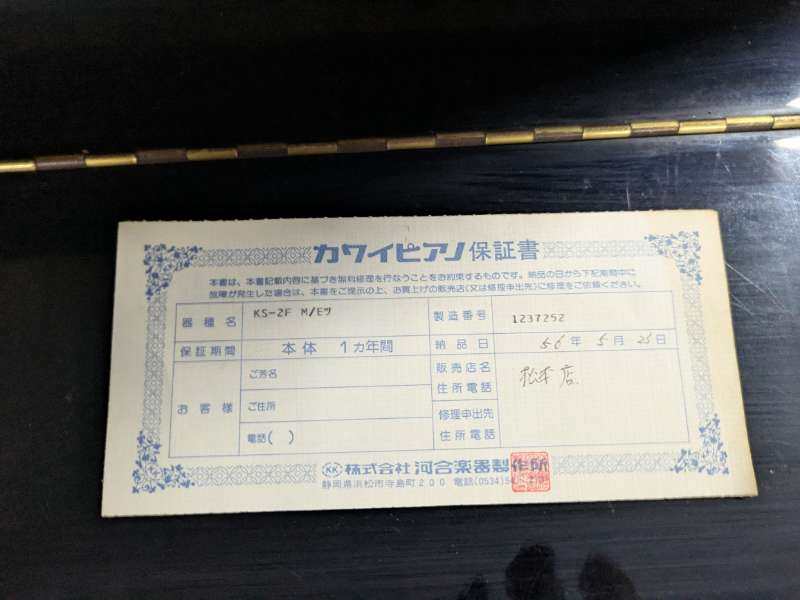 カワイピアノ保証書
本書は、本書記載内容に基づき無料修理を行なうことをお約束するものです。納品の日から下記期間中に
故障が発生した場合は、本書をご提示の上、お買上げの販売店(又は修理申出先)に修理をご依頼ください。
器種名 KS-2F M/Eツ 製造番号 1237252
保証期間 本体 1カ年間 納品日 56年5月25日
お客様 ご芳名
ご住所
電話( )
販売店名
住所電話
松本店
修理申出先
住所電話
KK 株式会社 河合楽器製作所
静岡県浜松市寺島町200 電話(0534)54